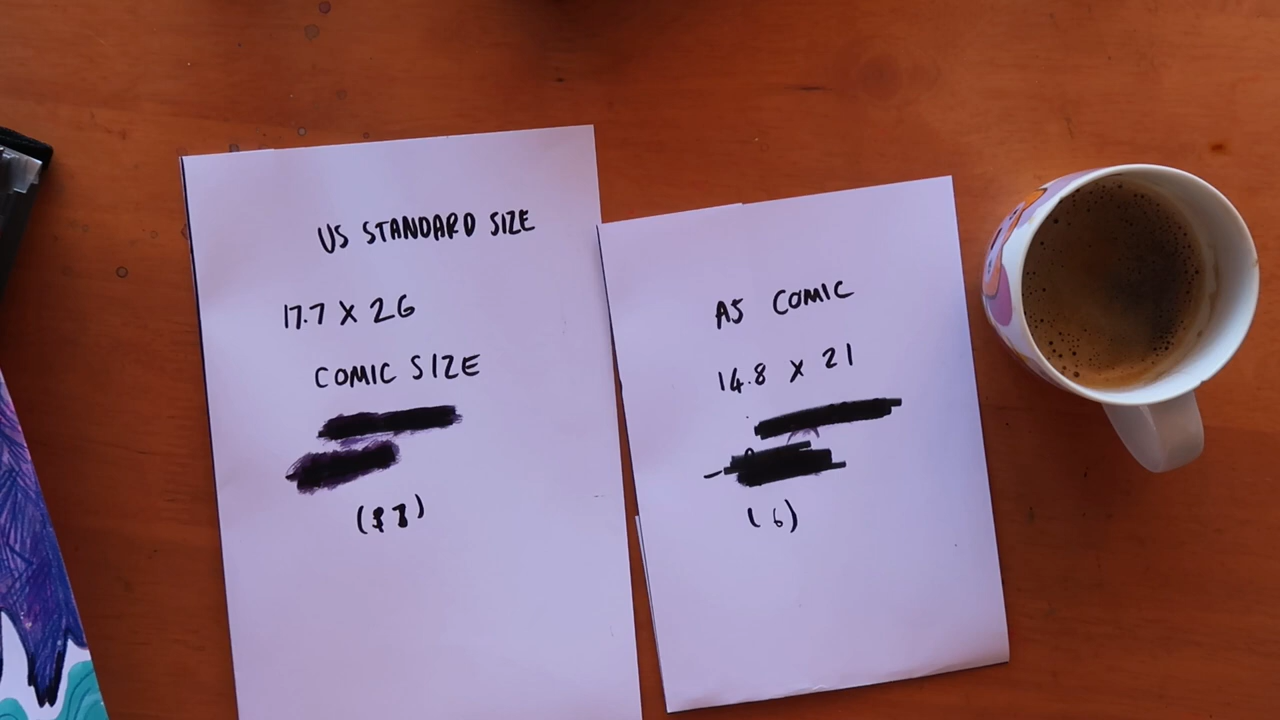 US STANDARD SIZE
17.7 X 26
COMIC SIZE
A5 COMIC
14.8 X 21
(6)